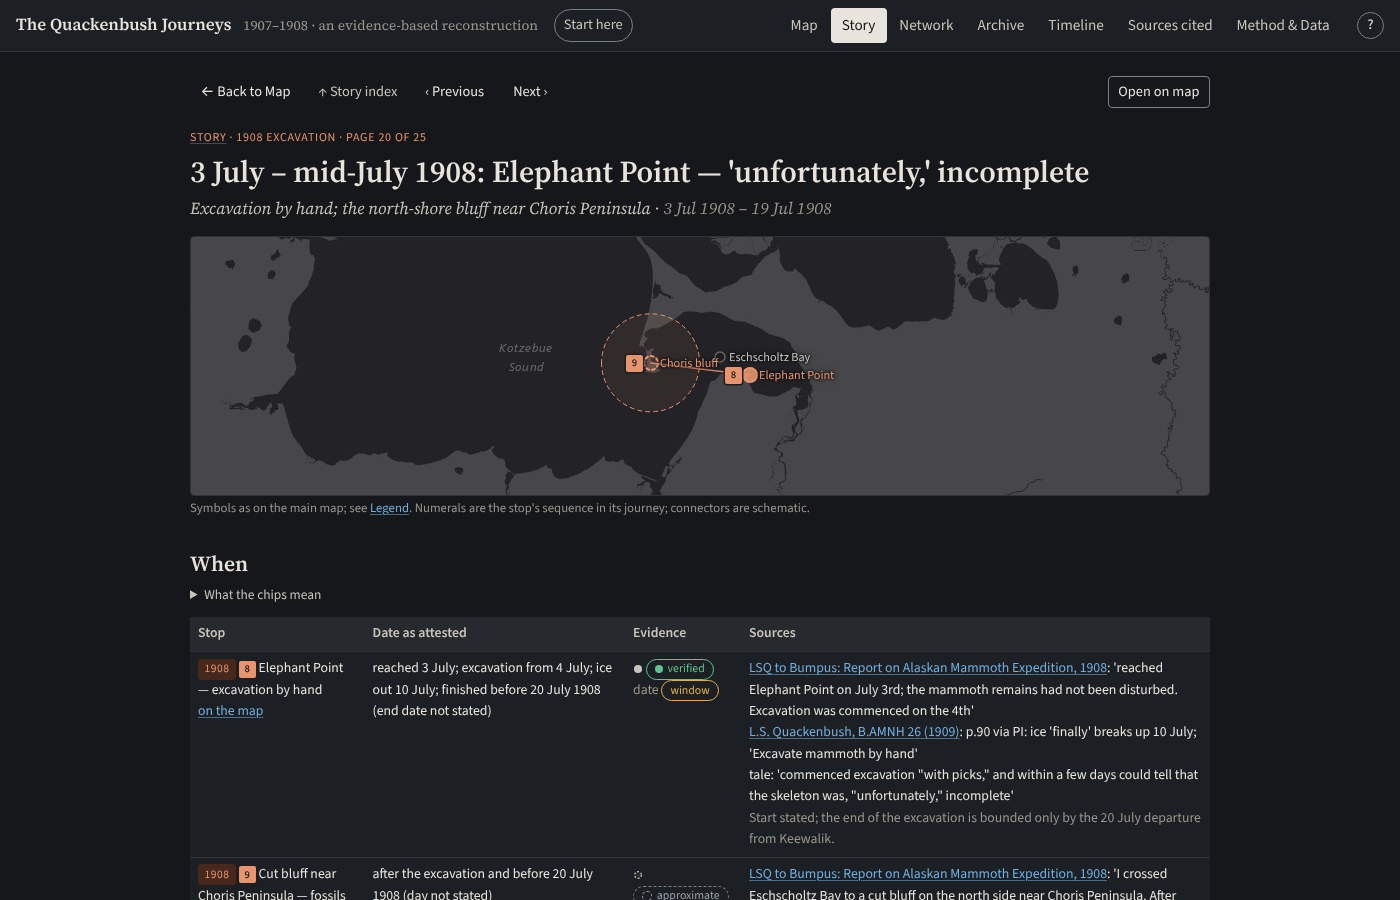 The Quackenbush Journeys 1907–1908 · an evidence-based reconstruction Start here Map Story Network Archive Timeline Sources cited Method & Data ?
← Back to Map ↑ Story index ‹ Previous Next › Open on map
STORY · 1908 EXCAVATION · PAGE 20 OF 25
3 July – mid-July 1908: Elephant Point — 'unfortunately,' incomplete
Excavation by hand; the north-shore bluff near Choris Peninsula · 3 Jul 1908 – 19 Jul 1908
Kotzebue
Sound
9 Choris bluff
Eschscholtz Bay
8 Elephant Point
Symbols as on the main map; see Legend. Numerals are the stop's sequence in its journey; connectors are schematic.
When
▶ What the chips mean
Stop Date as attested Evidence Sources
1908 8 Elephant Point
— excavation by hand
on the map
reached 3 July; excavation from 4 July; ice
out 10 July; finished before 20 July 1908
(end date not stated)
verified
date window
LSQ to Bumpus: Report on Alaskan Mammoth Expedition, 1908: 'reached
Elephant Point on July 3rd; the mammoth remains had not been disturbed.
Excavation was commenced on the 4th'
L.S. Quackenbush, B.AMNH 26 (1909): p.90 via PI: ice 'finally' breaks up 10 July;
'Excavate mammoth by hand'
tale: 'commenced excavation "with picks," and within a few days could tell that
the skeleton was, "unfortunately," incomplete'
Start stated; the end of the excavation is bounded only by the 20 July departure
from Keewalik.
1908 9 Cut bluff near
Choris Peninsula — fossils
after the excavation and before 20 July
1908 (day not stated)
approximate
LSQ to Bumpus: Report on Alaskan Mammoth Expedition, 1908: 'I crossed
Eschscholtz Bay to a cut bluff on the north side near Choris Peninsula. After